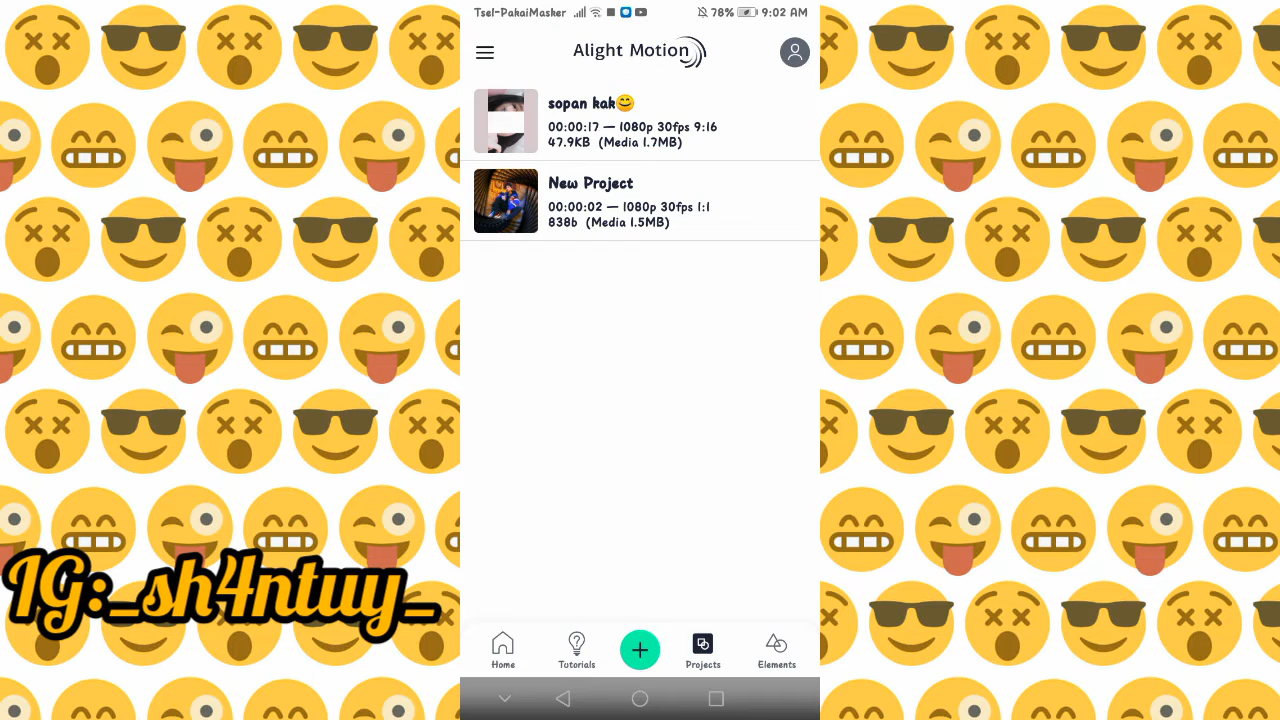 Tsel-PakaiMasker 78% 9:02 AM
Alight Motion
sopan kak😊
00:00:17 — 1080p 30fps 9:16
47.9KB (Media 1.7MB)
New Project
00:00:02 — 1080p 30fps 1:1
838b (Media 1.5MB)
IG:_sh4ntuy_
Home Tutorials Projects Elements